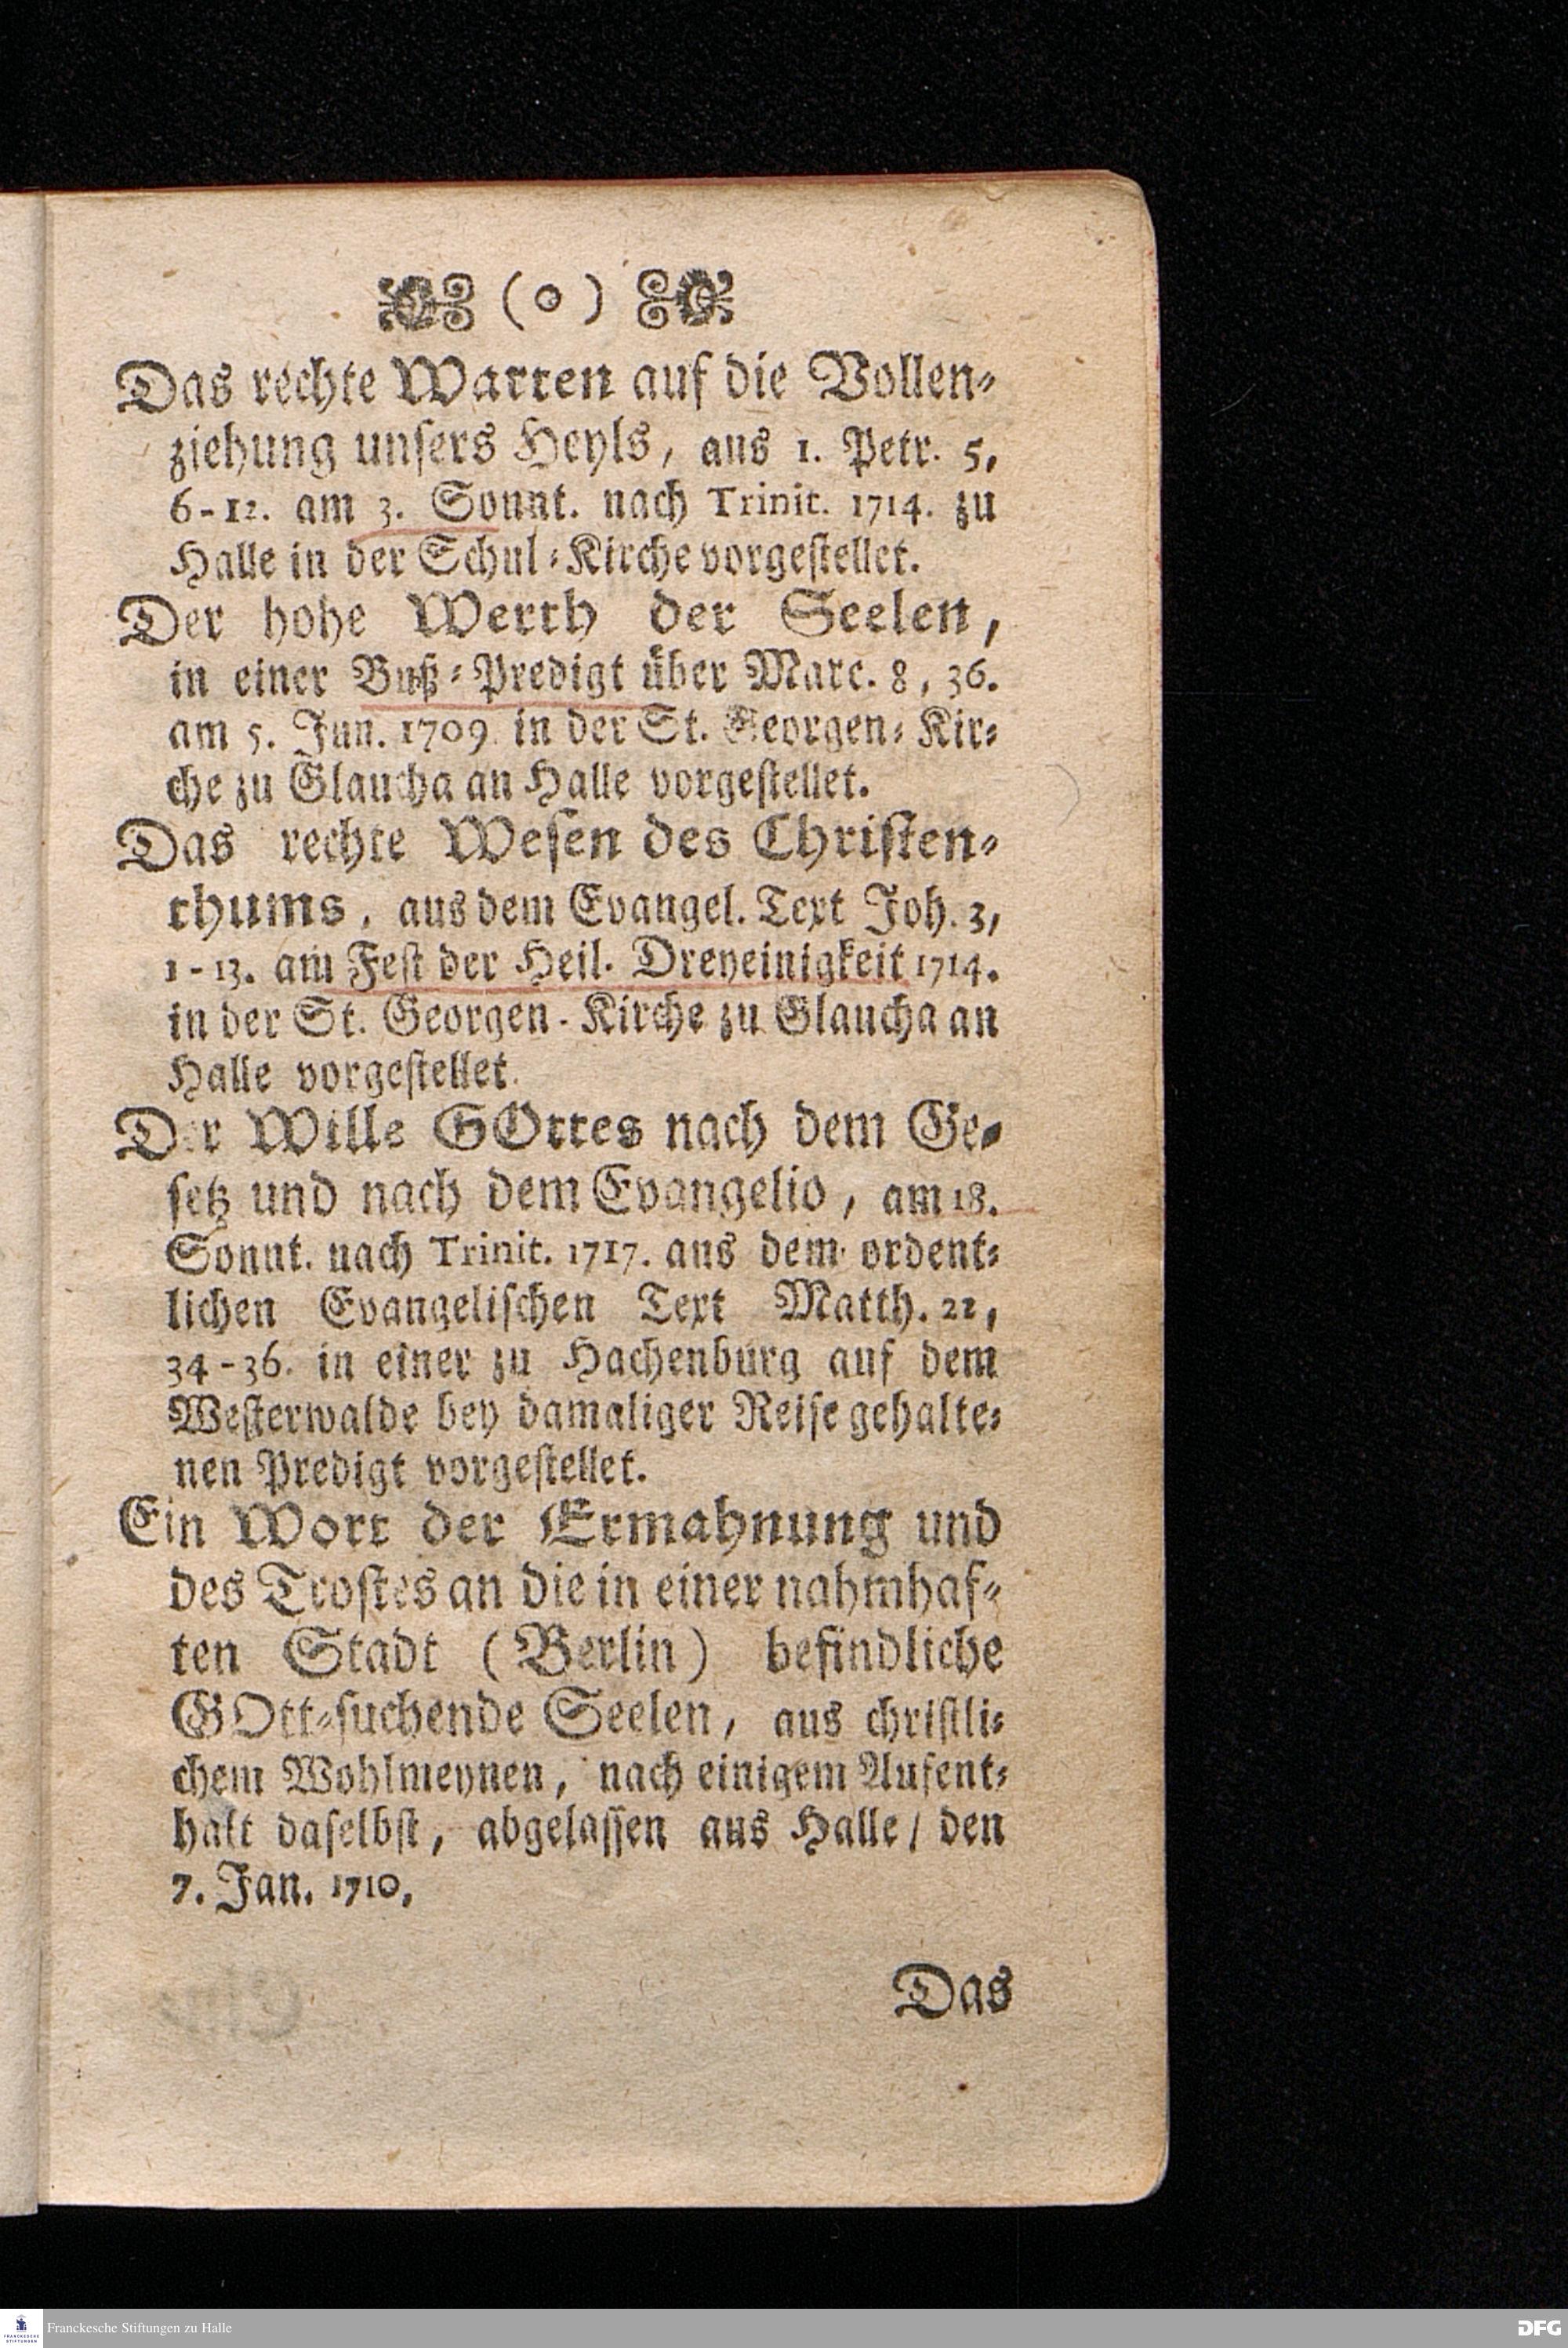 (o)
Das rechte Warten auf die Vollen-
ziehung unsers Heyls, aus 1. Petr. 5,
6-12. am 3. Sonnt. nach Trinit. 1714. zu
Halle in der Schul-Kirche vorgestellet.
Der hohe Werth der Seelen,
in einer Buß-Predigt über Marc. 8, 36.
am 5. Jun. 1709. in der St. Georgen-Kir-
che zu Glaucha an Halle vorgestellet.
Das rechte Wesen des Christen-
thums, aus dem Evangel. Text Joh. 3,
1-13. am Fest der Heil. Dreyeinigkeit 1714.
in der St. Georgen-Kirche zu Glaucha an
Halle vorgestellet.
Der Wille GOttes nach dem Ge-
setz und nach dem Evangelio, am 18.
Sonnt. nach Trinit. 1717. aus dem ordent-
lichen Evangelischen Text Matth. 22,
34-36. in einer zu Hachenburg auf dem
Westerwalde bey damaliger Reise gehalte-
nen Predigt vorgestellet.
Ein Wort der Ermahnung und
des Trostes an die in einer nahmhaf-
ten Stadt (Berlin) befindliche
GOtt-suchende Seelen, aus christli-
chem Wohlmeynen, nach einigem Aufent-
halt daselbst, abgelassen aus Halle/ den
7. Jan. 1710.
Das
FRANCKESCHE STIFTUNGEN
Franckesche Stiftungen zu Halle
DFG